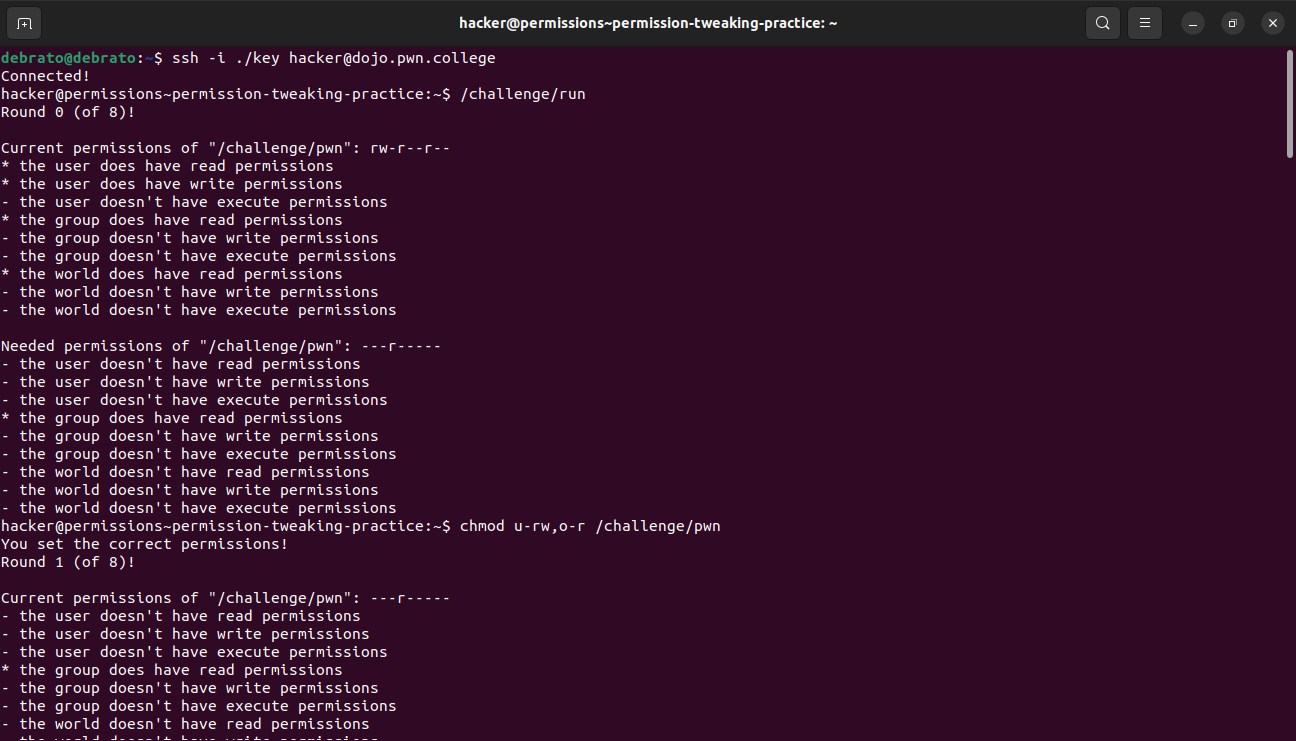 hacker@permissions~permission-tweaking-practice: ~
debrato@debrato:~$ ssh -i ./key hacker@dojo.pwn.college
Connected!
hacker@permissions~permission-tweaking-practice:~$ /challenge/run
Round 0 (of 8)!
Current permissions of "/challenge/pwn": rw-r--r--
* the user does have read permissions
* the user does have write permissions
- the user doesn't have execute permissions
* the group does have read permissions
- the group doesn't have write permissions
- the group doesn't have execute permissions
* the world does have read permissions
- the world doesn't have write permissions
- the world doesn't have execute permissions
Needed permissions of "/challenge/pwn": ---r-----
- the user doesn't have read permissions
- the user doesn't have write permissions
- the user doesn't have execute permissions
* the group does have read permissions
- the group doesn't have write permissions
- the group doesn't have execute permissions
- the world doesn't have read permissions
- the world doesn't have write permissions
- the world doesn't have execute permissions
hacker@permissions~permission-tweaking-practice:~$ chmod u-rw,o-r /challenge/pwn
You set the correct permissions!
Round 1 (of 8)!
Current permissions of "/challenge/pwn": ---r-----
- the user doesn't have read permissions
- the user doesn't have write permissions
- the user doesn't have execute permissions
* the group does have read permissions
- the group doesn't have write permissions
- the group doesn't have execute permissions
- the world doesn't have read permissions
- the world doesn't have write permissions